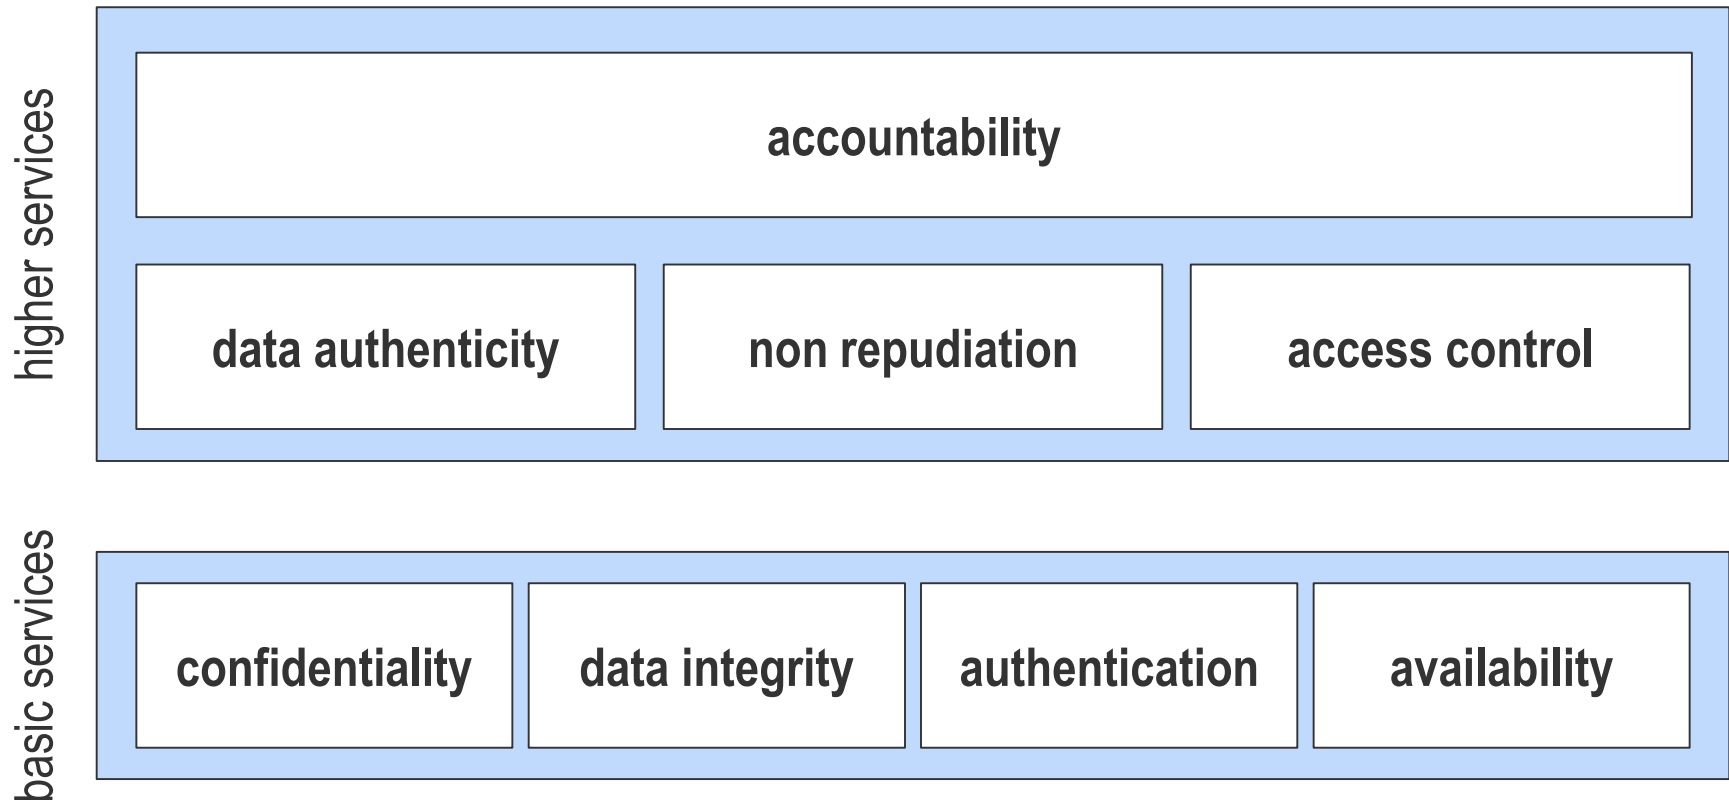 higher services
accountability
data authenticity
non repudiation
access control
basic services
confidentiality
data integrity
authentication
availability